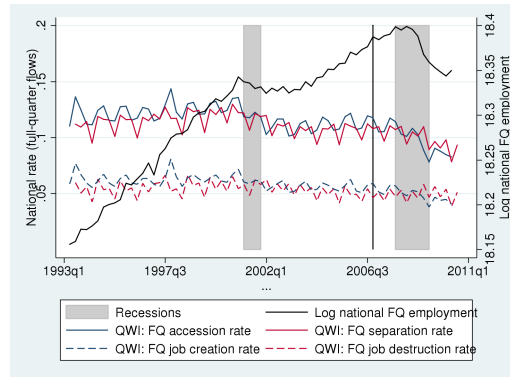 National rate (full-quarter flows)
.2
.15
.1
.05
18.4
18.35
18.3
18.25
18.2
18.15
Log national FQ employment
1993q1
1997q3
2002q1
2006q3
2011q1
...
Recessions
Log national FQ employment
QWI: FQ accession rate
QWI: FQ separation rate
QWI: FQ job creation rate
QWI: FQ job destruction rate